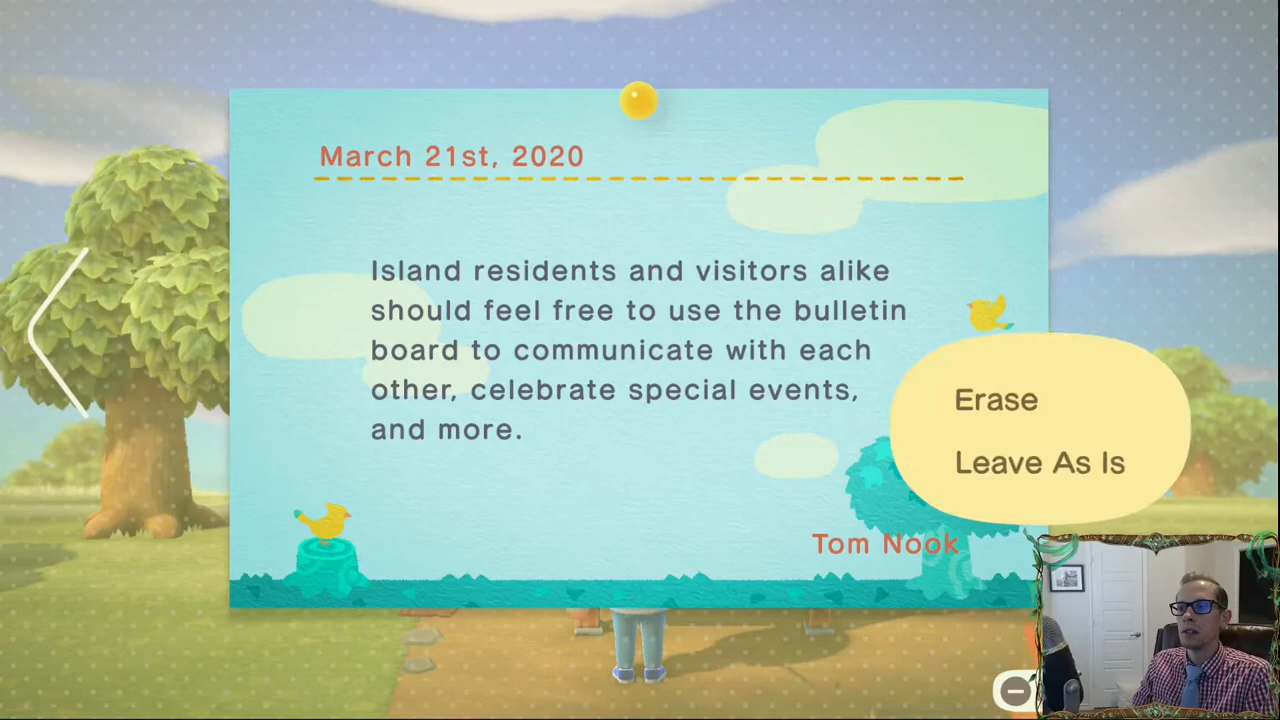 March 21st, 2020
Island residents and visitors alike
should feel free to use the bulletin
board to communicate with each
other, celebrate special events,
and more.
Erase
Leave As Is
Tom Nook